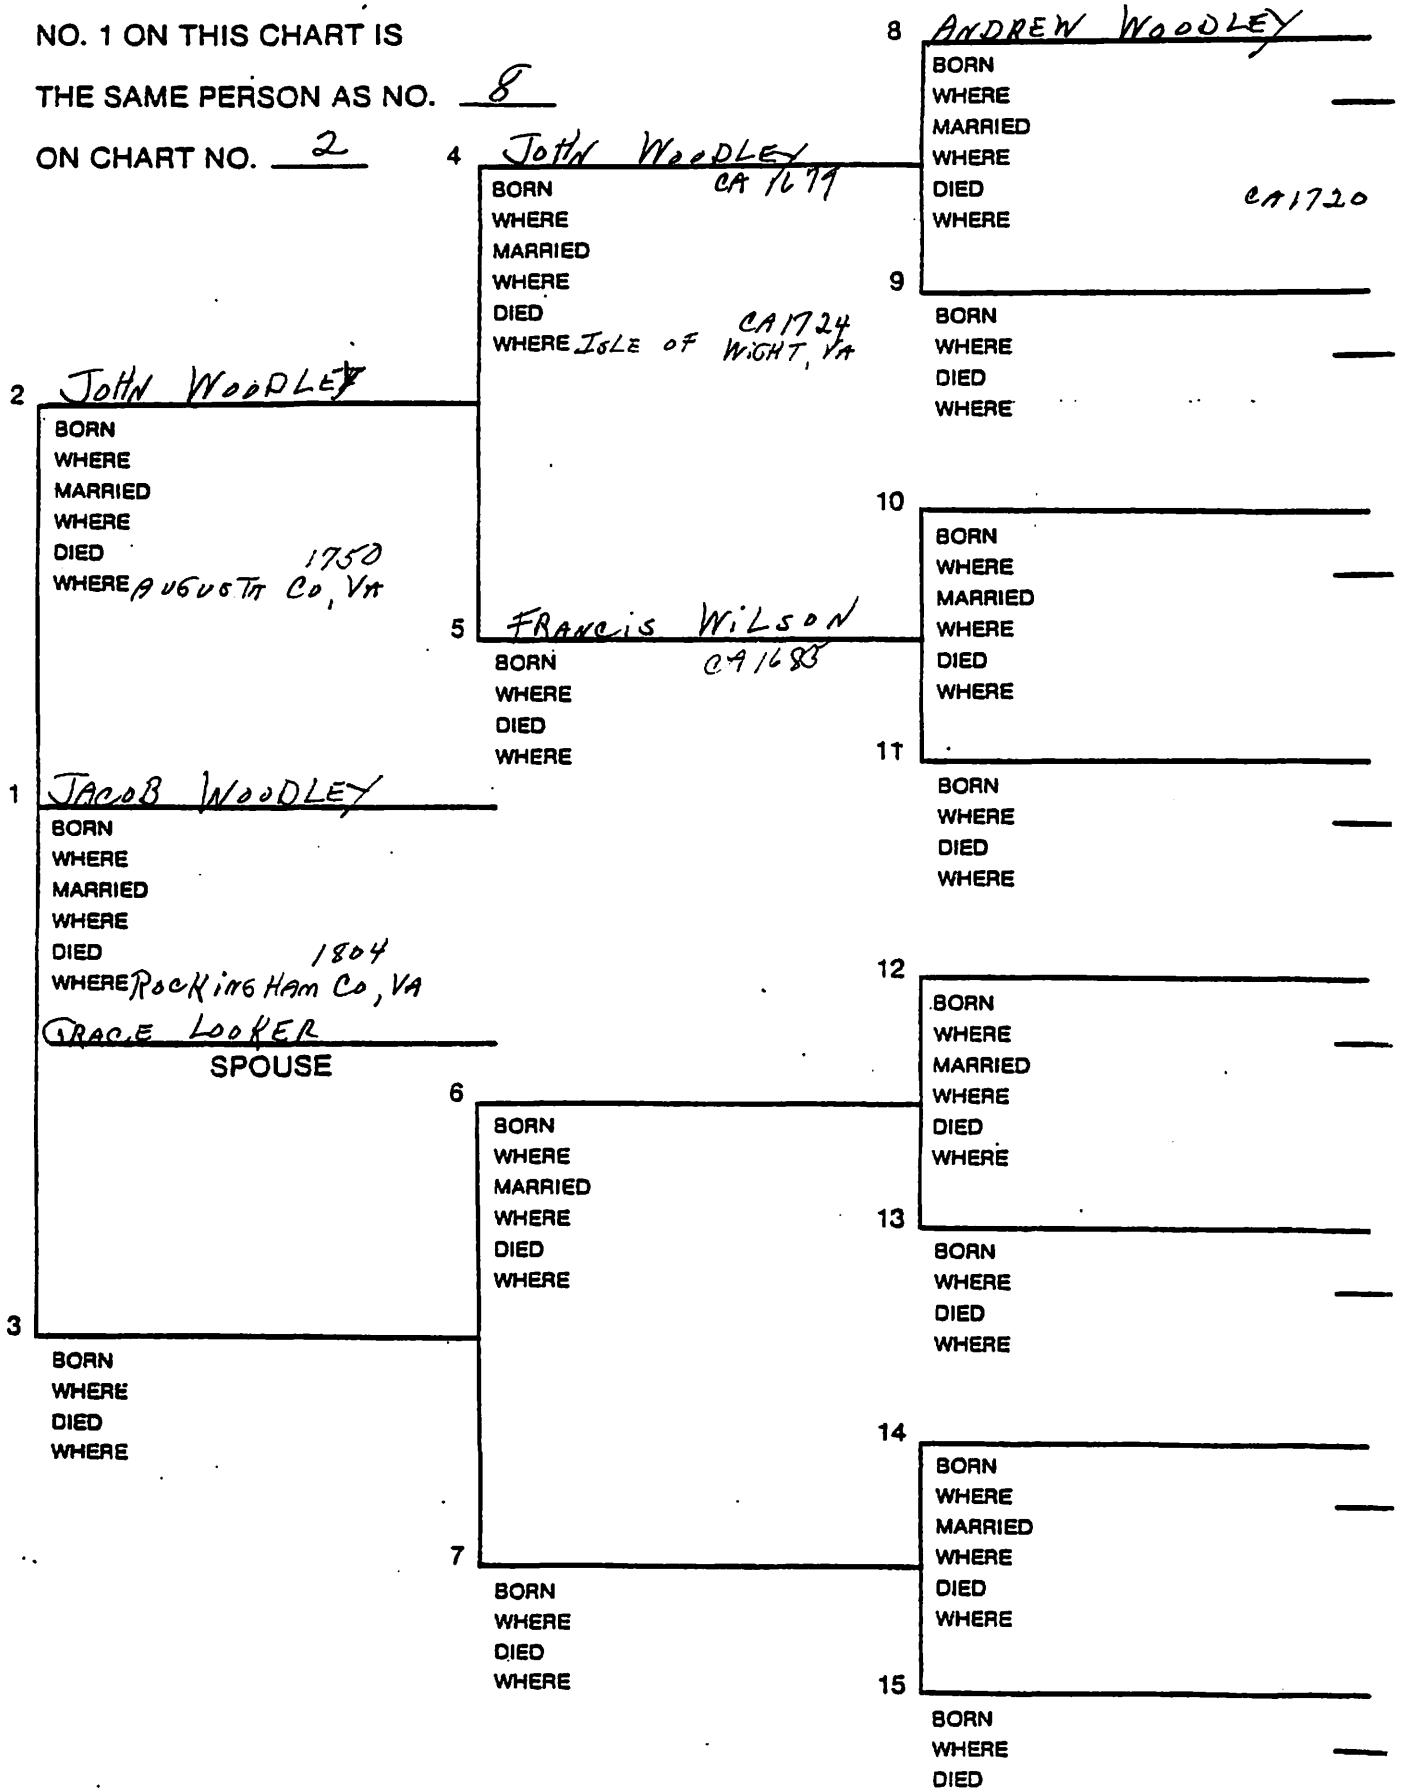 NO. 1 ON THIS CHART IS
THE SAME PERSON AS NO. 8
ON CHART NO. 2
8 ANDREW WOODLEY
BORN
WHERE
MARRIED
WHERE
DIED CA 1720
WHERE
4 JOHN WOODLEY
BORN CA 1679
WHERE
MARRIED
WHERE
DIED CA 1724
WHERE ISLE OF WIGHT, VA
9
BORN
WHERE
DIED
WHERE
2 JOHN WOODLEY
BORN
WHERE
MARRIED
WHERE
DIED 1750
WHERE AUGUSTA CO, VA
10
BORN
WHERE
MARRIED
WHERE
DIED
WHERE
5 FRANCIS WILSON
BORN CA 1685
WHERE
DIED
WHERE
11
BORN
WHERE
DIED
WHERE
1 JACOB WOODLEY
BORN
WHERE
MARRIED
WHERE
DIED 1804
WHERE ROCKINGHAM CO, VA
GRACE LOOKER
SPOUSE
12
BORN
WHERE
MARRIED
WHERE
DIED
WHERE
6
BORN
WHERE
MARRIED
WHERE
DIED
WHERE
13
BORN
WHERE
DIED
WHERE
3
BORN
WHERE
DIED
WHERE
14
BORN
WHERE
MARRIED
WHERE
DIED
WHERE
7
BORN
WHERE
DIED
WHERE
15
BORN
WHERE
DIED